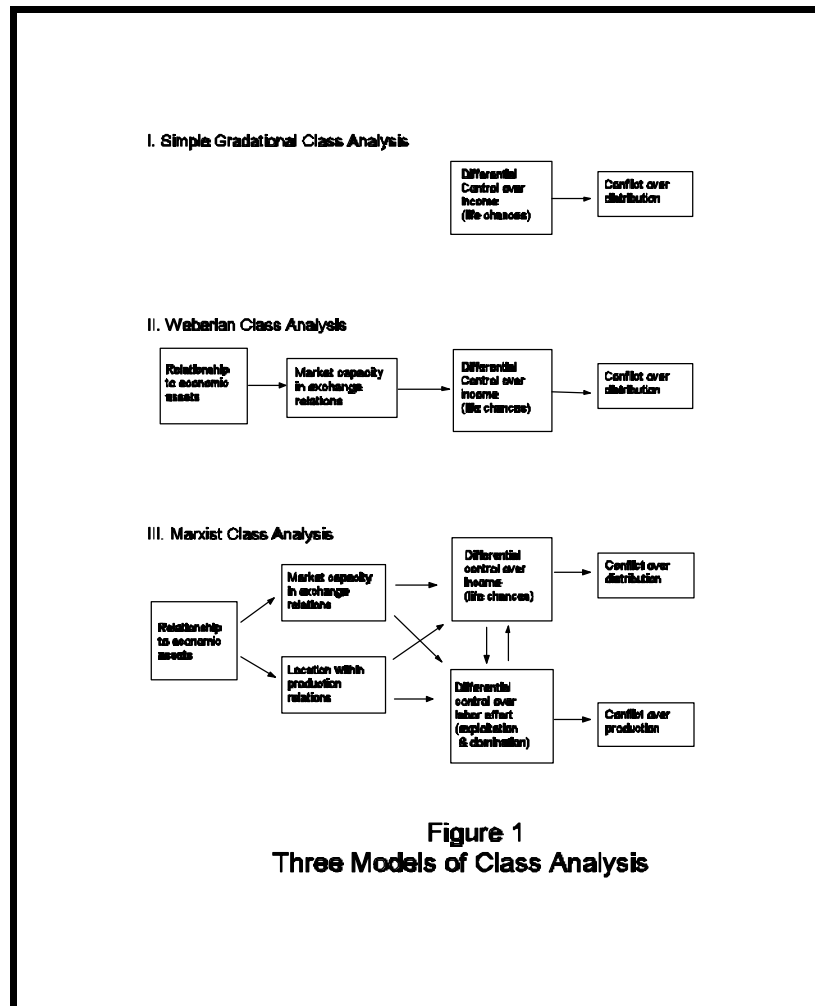 I. Simple Gradational Class Analysis
Differential
Control over
income
(life chances)
Conflict over
distribution
II. Weberian Class Analysis
Relationship
to economic
assets
Market capacity
in exchange
relations
Differential
Control over
income
(life chances)
Conflict over
distribution
III. Marxist Class Analysis
Relationship
to economic
assets
Market capacity
in exchange
relations
Location within
production
relations
Differential
control over
income
(life chances)
Differential
control over
labor effort
(exploitation
& domination)
Conflict over
distribution
Conflict over
production
Figure 1
Three Models of Class Analysis